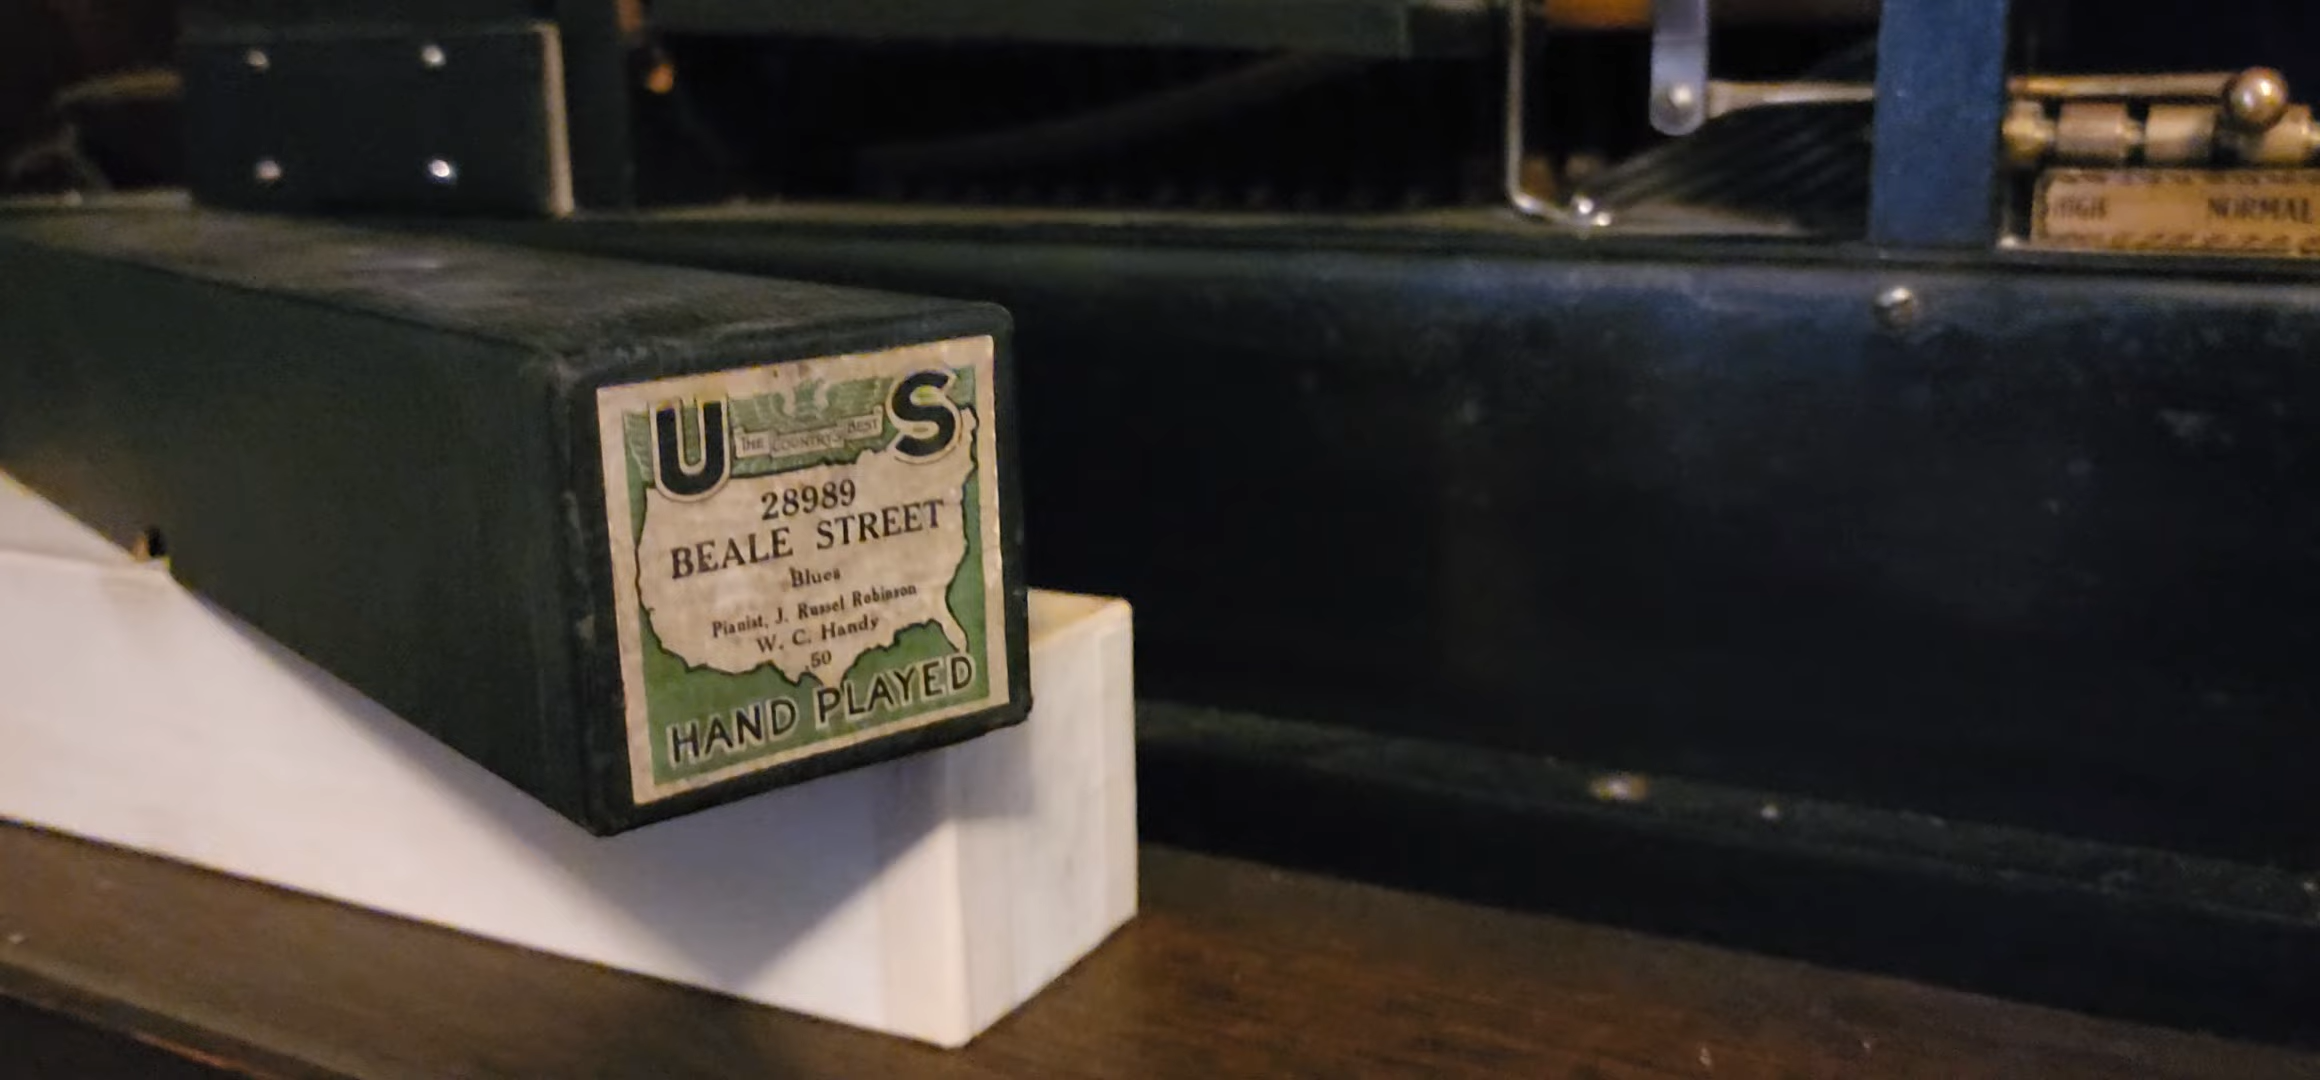 U S
THE COUNTRY'S BEST
28989
BEALE STREET
Blues
Pianist, J. Russel Robinson
W. C. Handy
.50
HAND PLAYED
HIGH NORMAL